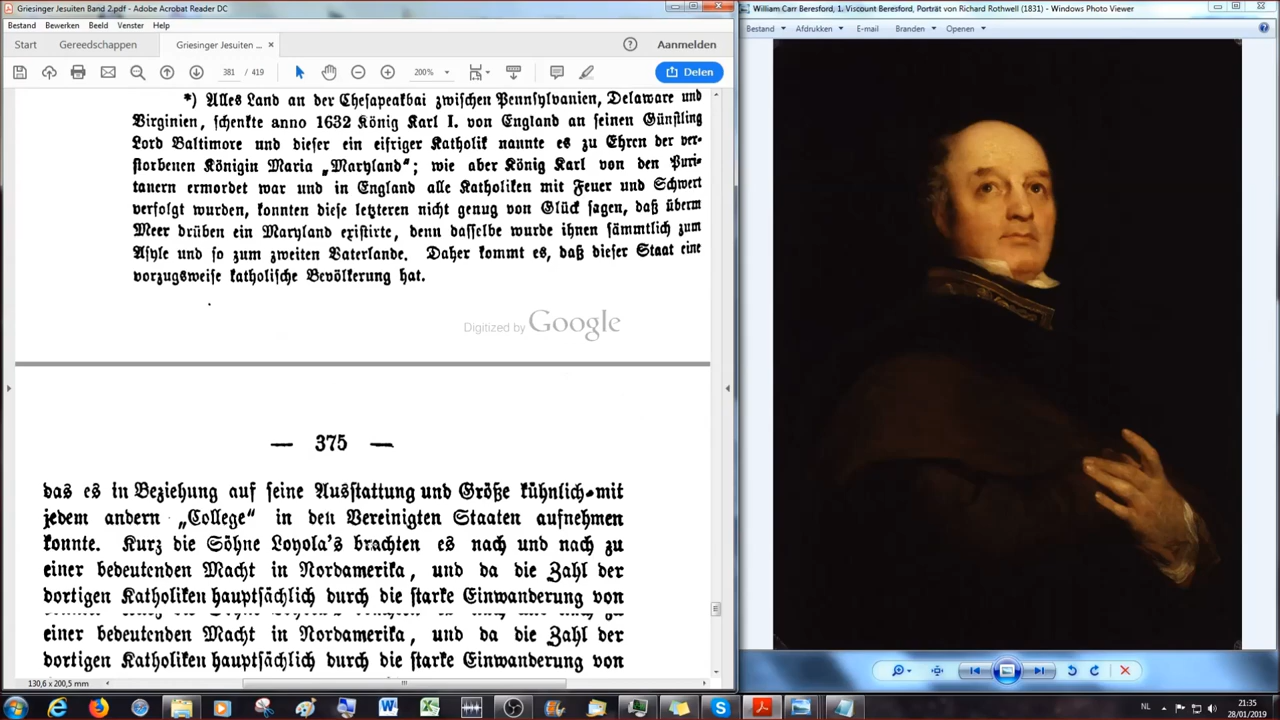 Griesinger Jesuiten Band 2.pdf - Adobe Acrobat Reader DC
Bestand Bewerken Beeld Venster Help
Start Gereedschappen Griesinger Jesuiten ... × Aanmelden
381 / 419 200% Delen
*) Alles Land an der Chesapeakbai zwischen Pennsylvanien, Delaware und
Virginien, schenkte anno 1632 König Karl I. von England an seinen Günstling
Lord Baltimore und dieser ein eifriger Katholik nannte es zu Ehren der ver-
storbenen Königin Maria „Maryland“; wie aber König Karl von den Puri-
tanern ermordet war und in England alle Katholiken mit Feuer und Schwert
verfolgt wurden, konnten diese letzteren nicht genug von Glück sagen, daß überm
Meer drüben ein Maryland existirte, denn dasselbe wurde ihnen sämmtlich zum
Asyle und so zum zweiten Vaterlande. Daher kommt es, daß dieser Staat eine
vorzugsweise katholische Bevölkerung hat.
Digitized by Google
— 375 —
das es in Beziehung auf seine Ausstattung und Größe kühnlich mit
jedem andern „College“ in den Vereinigten Staaten aufnehmen
konnte. Kurz die Söhne Loyola's brachten es nach und nach zu
einer bedeutenden Macht in Nordamerika, und da die Zahl der
dortigen Katholiken hauptsächlich durch die starke Einwanderung von
einer bedeutenden Macht in Nordamerika, und da die Zahl der
dortigen Katholiken hauptsächlich durch die starke Einwanderung von
130,6 x 200,5 mm
William Carr Beresford, 1. Viscount Beresford, Porträt von Richard Rothwell (1831) - Windows Photo Viewer
Bestand Afdrukken E-mail Branden Openen
NL 21:35
28/01/2019